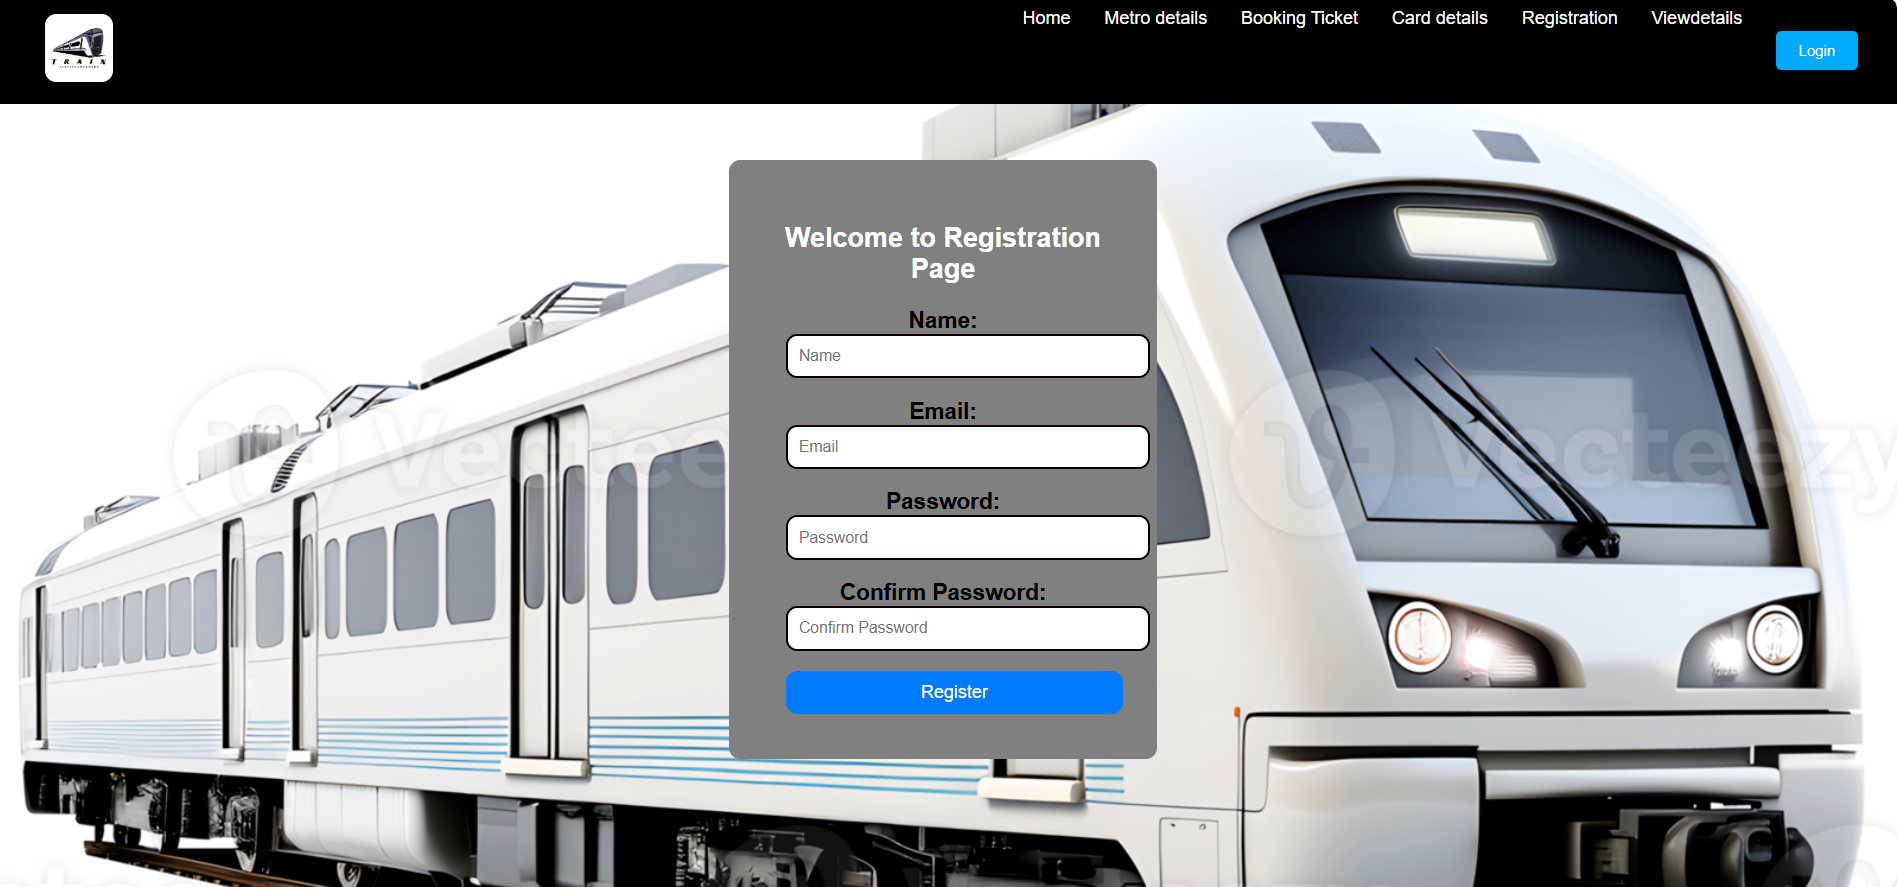 TRAIN
Home
Metro details
Booking Ticket
Card details
Registration
Viewdetails
Login
Welcome to Registration
Page
Name:
Name
Email:
Email
Password:
Password
Confirm Password:
Confirm Password
Register
Vecteezy
Vecteezy